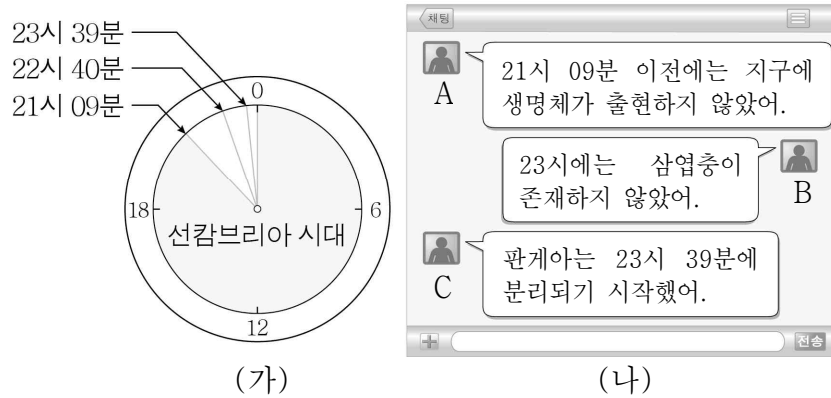 23시 39분
22시 40분
21시 09분
0
18
6
선캄브리아 시대
12
(가)
채팅
A
21시 09분 이전에는 지구에
생명체가 출현하지 않았어.
23시에는 삼엽충이
존재하지 않았어.
B
C
판게아는 23시 39분에
분리되기 시작했어.
전송
(나)